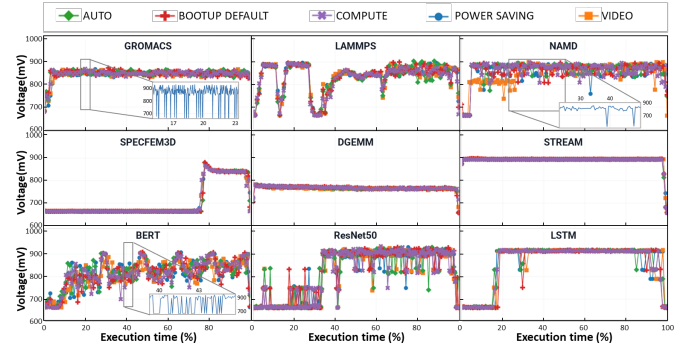 AUTO BOOTUP DEFAULT COMPUTE POWER SAVING VIDEO
GROMACS LAMMPS NAMD
Voltage(mV)
1000
900
800
700
600
900
700
17 20 23
30 40
900
700
SPECFEM3D DGEMM STREAM
Voltage(mV)
1000
900
800
700
600
BERT ResNet50 LSTM
Voltage(mV)
1000
900
800
700
600
40 43
900
700
0 20 40 60 80 0 20 40 60 80 0 20 40 60 80 100
Execution time (%) Execution time (%) Execution time (%)